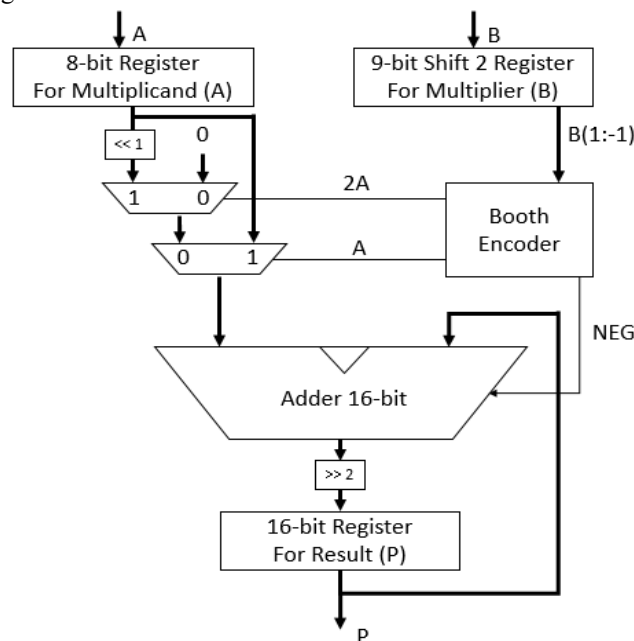 A
B
8-bit Register
For Multiplicand (A)
9-bit Shift 2 Register
For Multiplier (B)
<< 1
0
B(1:-1)
1 0
2A
Booth
Encoder
0 1
A
NEG
Adder 16-bit
>> 2
16-bit Register
For Result (P)
P